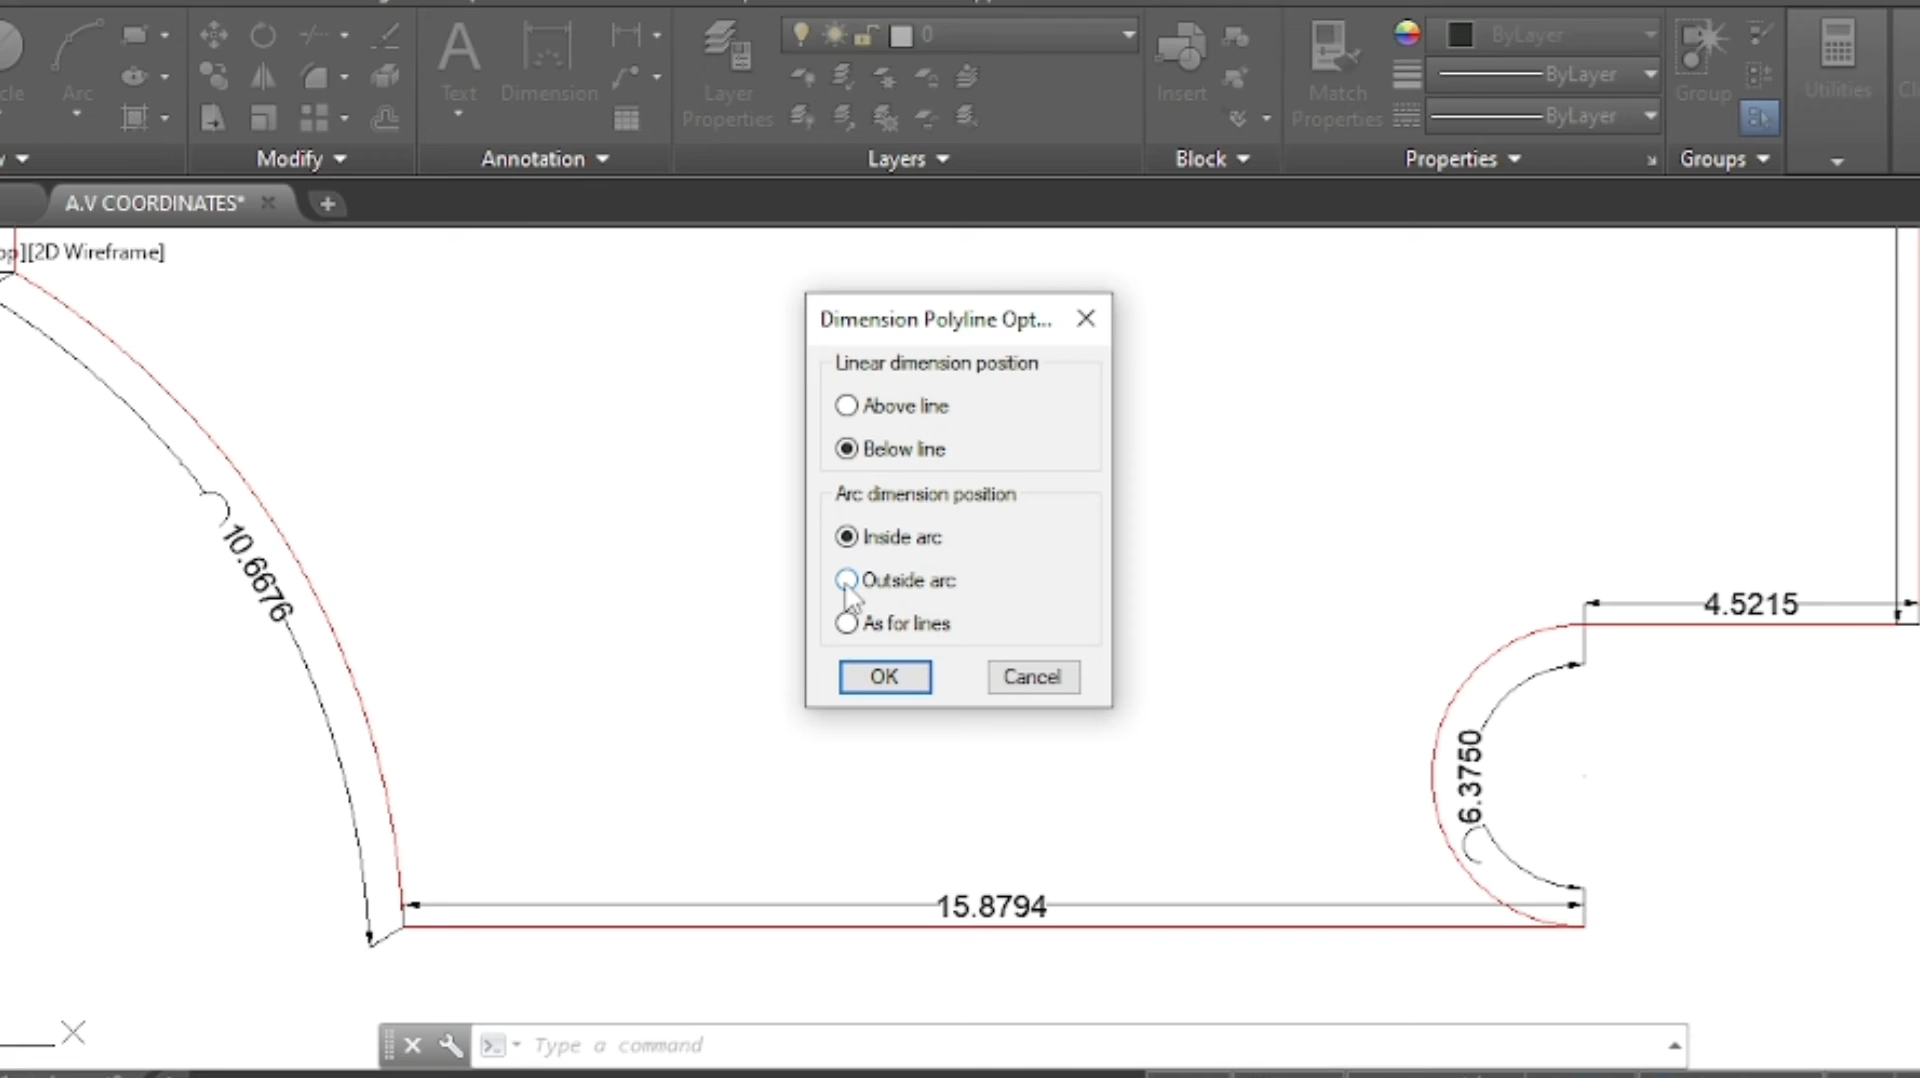 cle
Arc
Text
Dimension
Layer
Properties
0
Insert
Match
Properties
ByLayer
ByLayer
ByLayer
Group
Utilities
Modify
Annotation
Layers
Block
Properties
Groups
A.V COORDINATES*
op][2D Wireframe]
Dimension Polyline Opt...
Linear dimension position
Above line
Below line
Arc dimension position
Inside arc
Outside arc
As for lines
OK
Cancel
10.6676
4.5215
6.3750
15.8794
Type a command